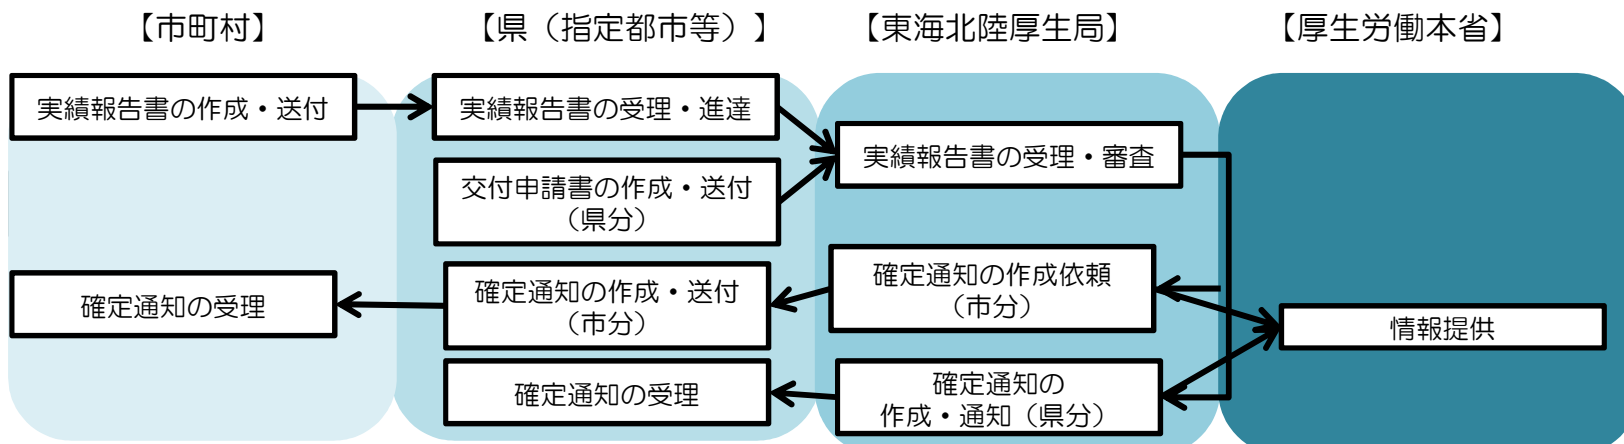 【市町村】
【県（指定都市等）】
【東海北陸厚生局】
【厚生労働本省】
実績報告書の作成・送付
実績報告書の受理・進達
実績報告書の受理・審査
交付申請書の作成・送付
（県分）
確定通知の受理
確定通知の作成・送付
（市分）
確定通知の作成依頼
（市分）
情報提供
確定通知の受理
確定通知の
作成・通知（県分）